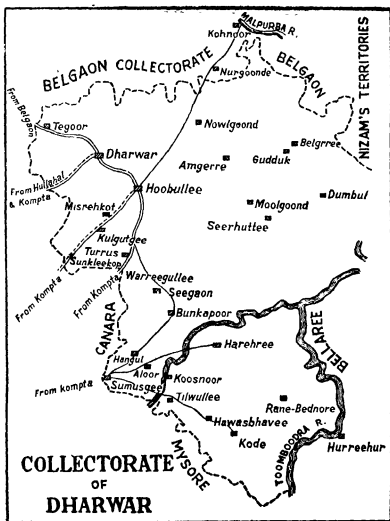 MALPURBA R.
Kohnoor
BELGAON COLLECTORATE
BELGAON
NIZAM'S TERRITORIES
Nurgoonde
From Belgaon
Tegoor
Nowlgoond
Dharwar
Amgerre
Gudduk
Belgrree
From Hullghal
& Kompta
Hoobullee
Misrehkot
Moolgoond
Dumbul
Seerhuttee
Kulgutgee
Turrus
Sunkleekop
From Kompta
From Kompta
Warreegullee
Seegaon
CANARA
Bunkapoor
BELLAREE
Hangul
Harehree
Aloor
From kompta
Sumusgee
Koosnoor
Tilwullee
Rane-Bednore
Hawasbhavee
Kode
TOOMBOODRA R.
Hurreehur
MYSORE
COLLECTORATE
OF
DHARWAR